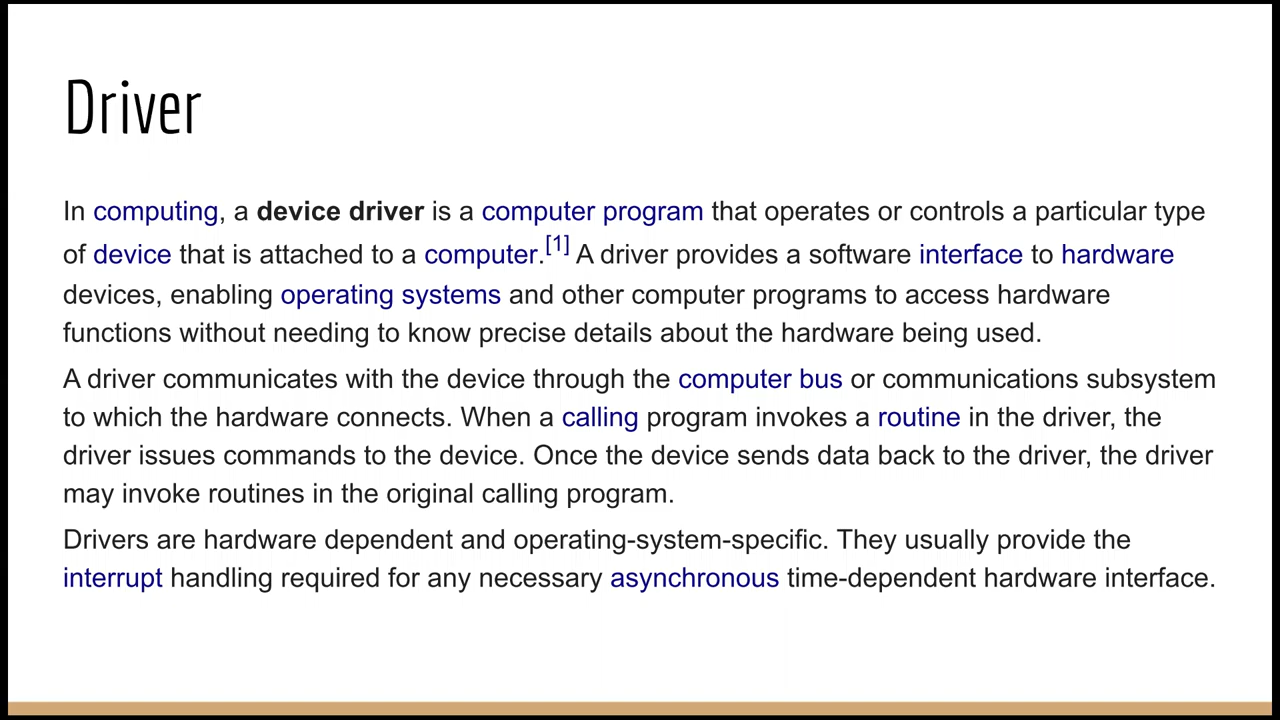 Driver
In computing, a device driver is a computer program that operates or controls a particular type
of device that is attached to a computer.[1] A driver provides a software interface to hardware
devices, enabling operating systems and other computer programs to access hardware
functions without needing to know precise details about the hardware being used.
A driver communicates with the device through the computer bus or communications subsystem
to which the hardware connects. When a calling program invokes a routine in the driver, the
driver issues commands to the device. Once the device sends data back to the driver, the driver
may invoke routines in the original calling program.
Drivers are hardware dependent and operating-system-specific. They usually provide the
interrupt handling required for any necessary asynchronous time-dependent hardware interface.